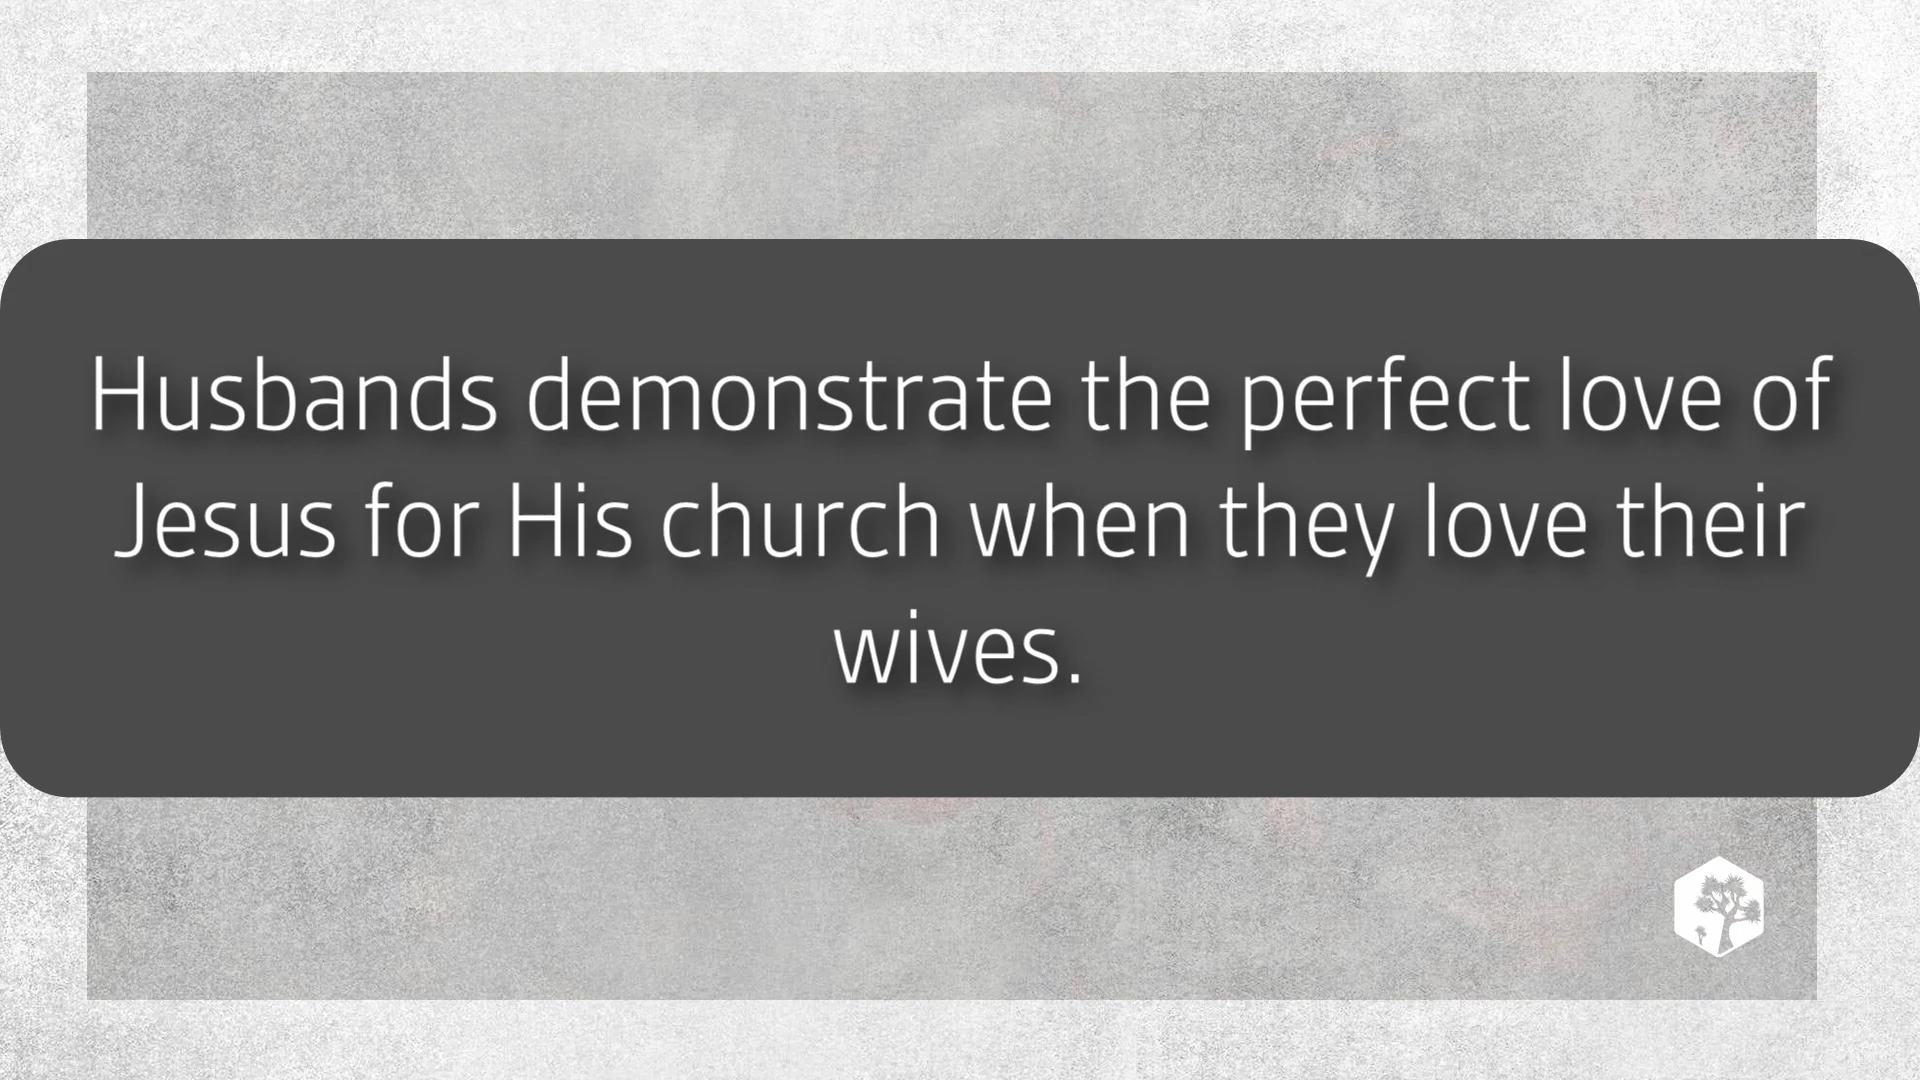 Husbands demonstrate the perfect love of
Jesus for His church when they love their
wives.